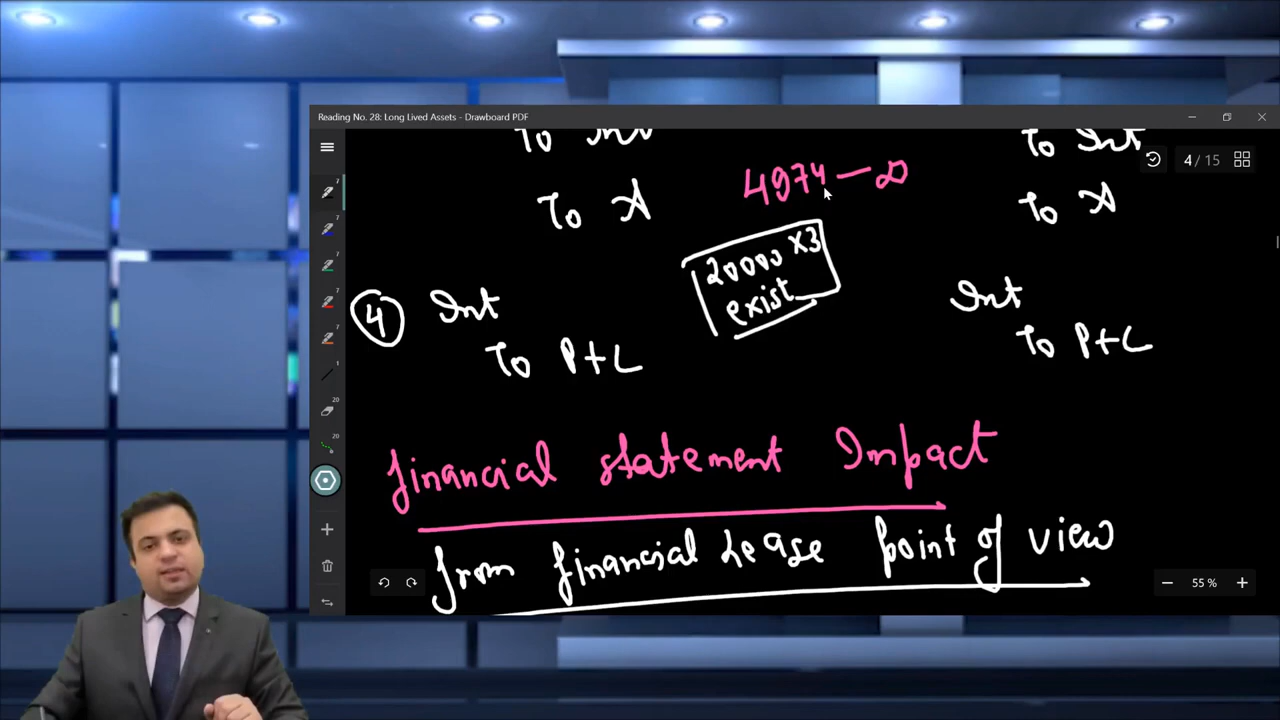 Reading No. 28: Long Lived Assets - Drawboard PDF
4 / 15
To Int
To A
4974 — D
To A
20000 x3
exist
4 Int
To P+L
Int
To P+L
financial statement Impact
from financial Lease point of view
55 %